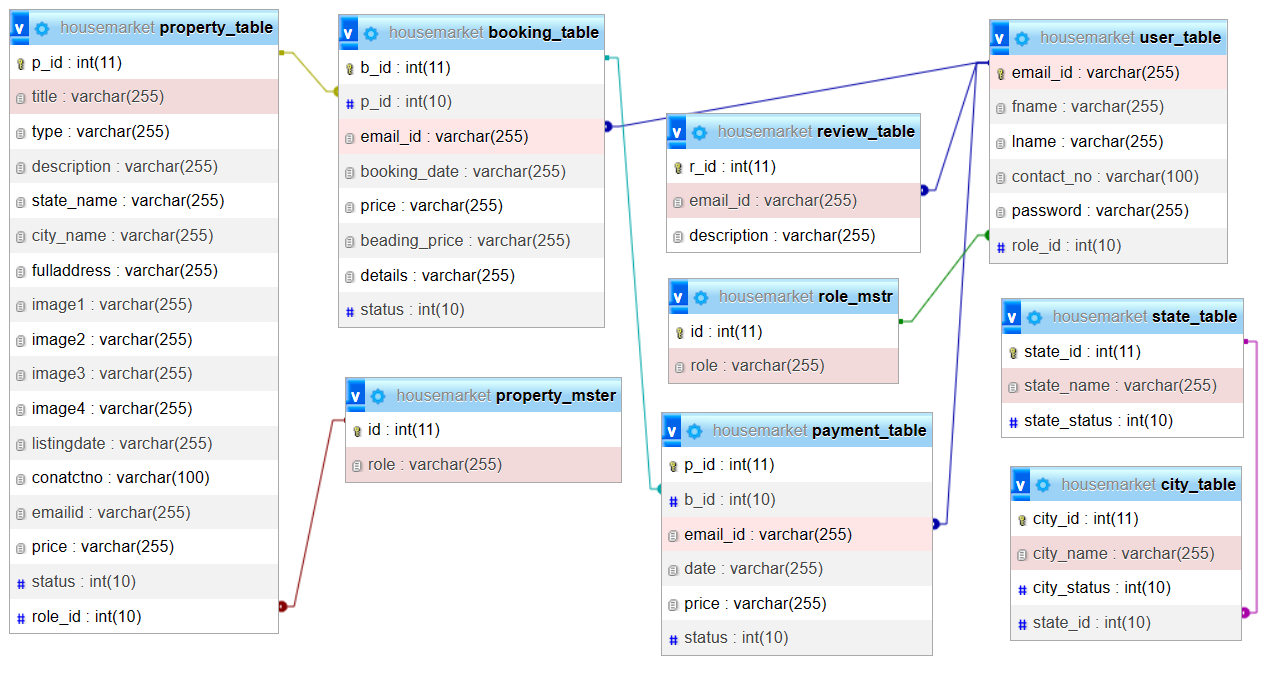 v housemarket property_table
p_id : int(11)
title : varchar(255)
type : varchar(255)
description : varchar(255)
state_name : varchar(255)
city_name : varchar(255)
fulladdress : varchar(255)
image1 : varchar(255)
image2 : varchar(255)
image3 : varchar(255)
image4 : varchar(255)
listingdate : varchar(255)
conatctno : varchar(100)
emailid : varchar(255)
price : varchar(255)
# status : int(10)
# role_id : int(10)
v housemarket booking_table
b_id : int(11)
# p_id : int(10)
email_id : varchar(255)
booking_date : varchar(255)
price : varchar(255)
beading_price : varchar(255)
details : varchar(255)
# status : int(10)
v housemarket property_mster
id : int(11)
role : varchar(255)
v housemarket review_table
r_id : int(11)
email_id : varchar(255)
description : varchar(255)
v housemarket role_mstr
id : int(11)
role : varchar(255)
v housemarket payment_table
p_id : int(11)
# b_id : int(10)
email_id : varchar(255)
date : varchar(255)
price : varchar(255)
# status : int(10)
v housemarket user_table
email_id : varchar(255)
fname : varchar(255)
lname : varchar(255)
contact_no : varchar(100)
password : varchar(255)
# role_id : int(10)
v housemarket state_table
state_id : int(11)
state_name : varchar(255)
# state_status : int(10)
v housemarket city_table
city_id : int(11)
city_name : varchar(255)
# city_status : int(10)
# state_id : int(10)